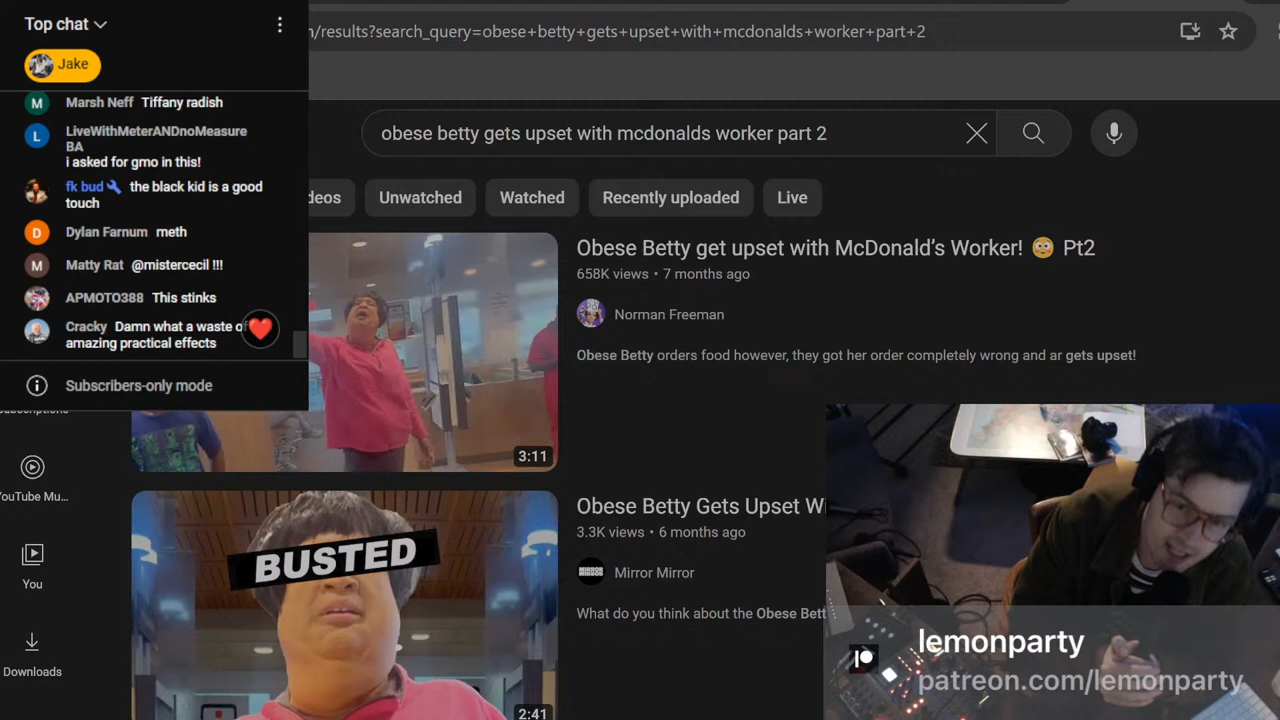 Top chat
Jake
Marsh Neff Tiffany radish
LiveWithMeterANDnoMeasure
BA
i asked for gmo in this!
fk bud the black kid is a good
touch
Dylan Farnum meth
Matty Rat @mistercecil !!!
APMOTO388 This stinks
Cracky Damn what a waste
amazing practical effects
Subscribers-only mode
/results?search_query=obese+betty+gets+upset+with+mcdonalds+worker+part+2
obese betty gets upset with mcdonalds worker part 2
Unwatched
Watched
Recently uploaded
Live
Obese Betty get upset with McDonald’s Worker! 😳 Pt2
658K views • 7 months ago
Norman Freeman
Obese Betty orders food however, they got her order completely wrong and ar gets upset!
3:11
YouTube Mu...
You
Downloads
BUSTED
2:41
Obese Betty Gets Upset Wi
3.3K views • 6 months ago
MIRROR
MIRROR
Mirror Mirror
What do you think about the Obese Betty
lemonparty
patreon.com/lemonparty